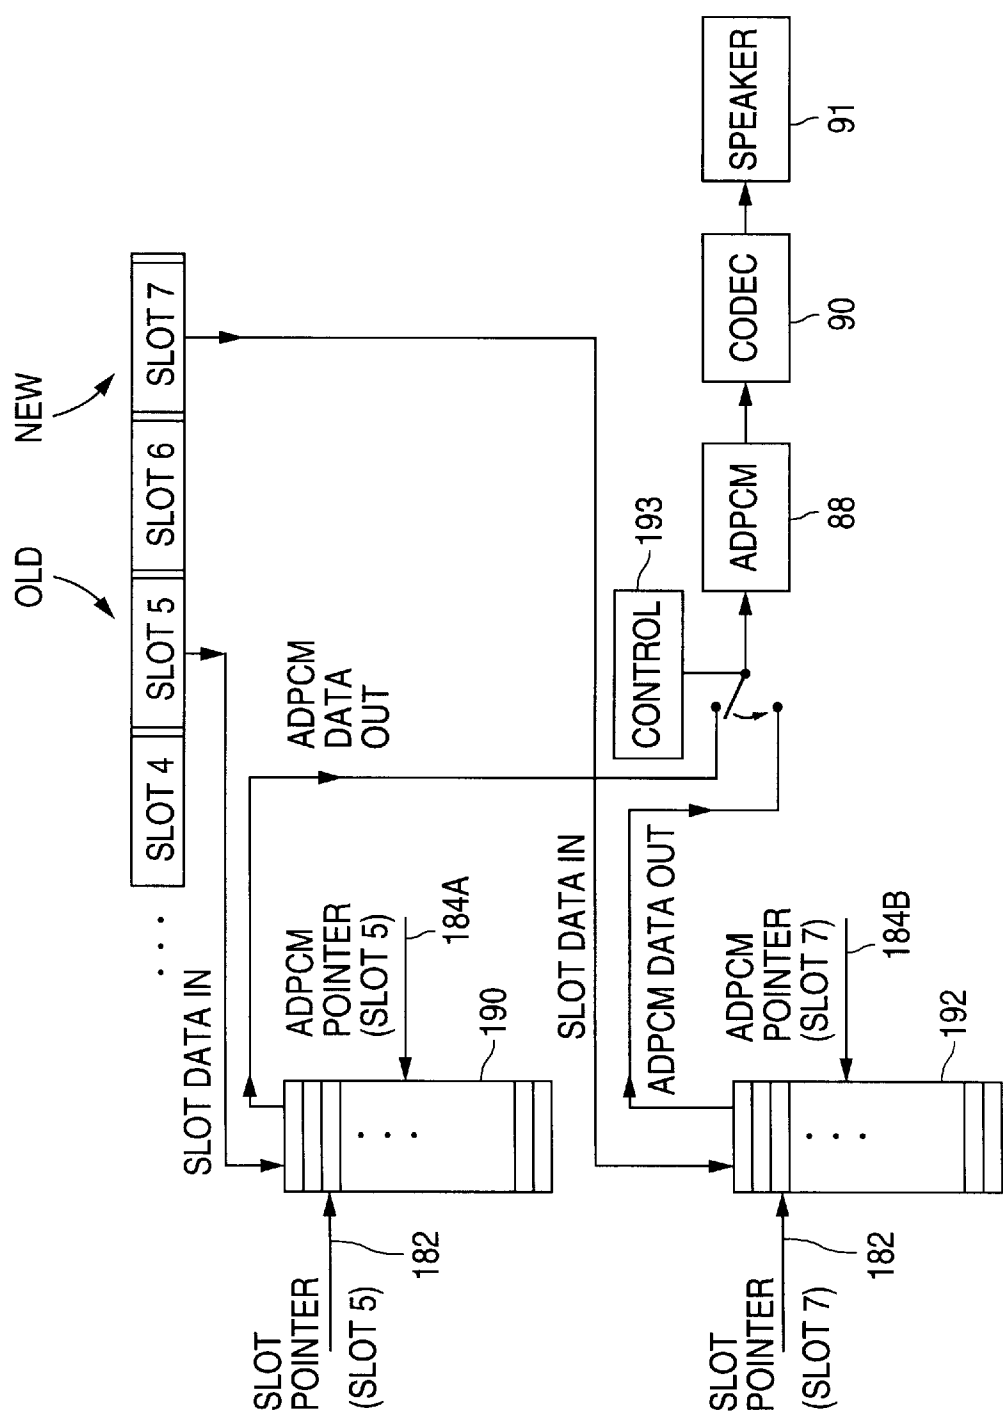 OLD
NEW
. . .
SLOT 4
SLOT 5
SLOT 6
SLOT 7
SLOT DATA IN
ADPCM
DATA
OUT
SLOT
POINTER
(SLOT 5)
182
ADPCM
POINTER
(SLOT 5)
184A
190
SLOT DATA IN
ADPCM DATA OUT
CONTROL
193
ADPCM
88
CODEC
90
SPEAKER
91
SLOT
POINTER
(SLOT 7)
182
ADPCM
POINTER
(SLOT 7)
184B
192